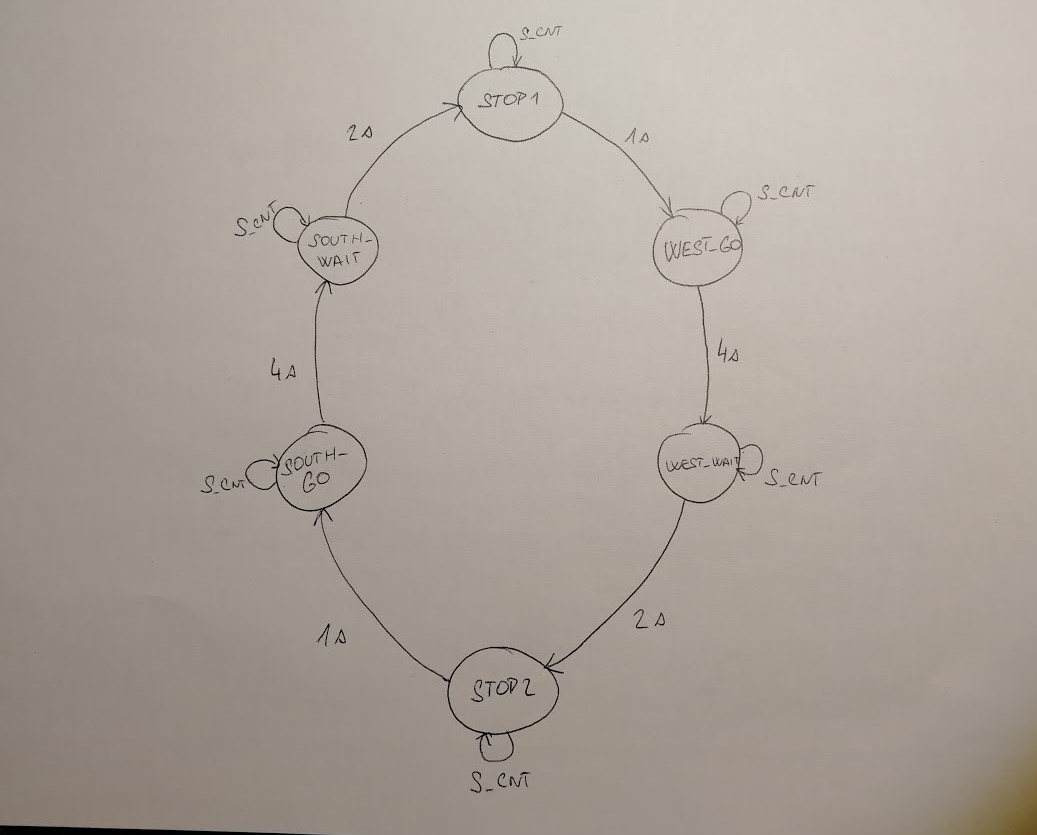 S_CNT
STOP1
2s
1s
S_CNT
S_CNT
SOUTH-
WAIT
WEST_GO
4s
4s
SOUTH-
GO
S_CNT
WEST_WAIT
S_CNT
1s
2s
STOP2
S_CNT